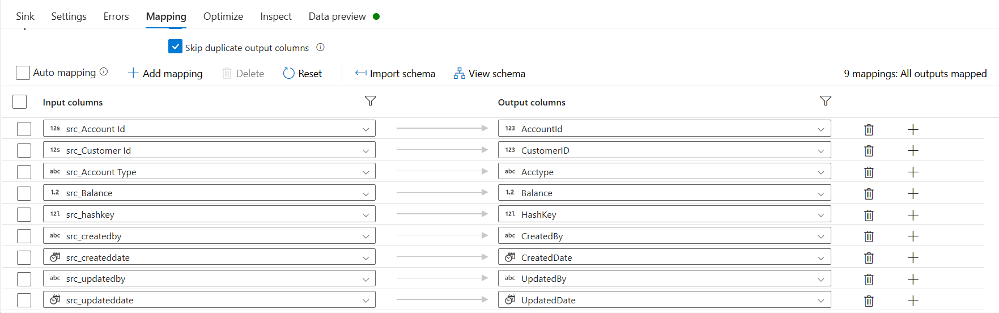 Sink Settings Errors Mapping Optimize Inspect Data preview
Skip duplicate output columns
Auto mapping Add mapping Delete Reset Import schema View schema 9 mappings: All outputs mapped
Input columns Output columns
12s src_Account Id 123 AccountId
12s src_Customer Id 123 CustomerID
abc src_Account Type abc Acctype
1.2 src_Balance 1.2 Balance
12l src_hashkey 12l HashKey
abc src_createdby abc CreatedBy
src_createddate CreatedDate
abc src_updatedby abc UpdatedBy
src_updateddate UpdatedDate